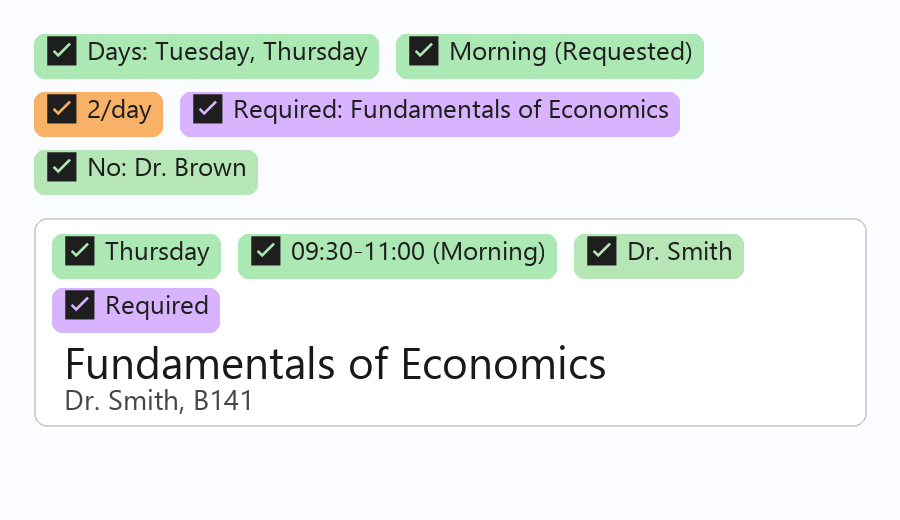 Days: Tuesday, Thursday Morning (Requested)
2/day Required: Fundamentals of Economics
No: Dr. Brown
Thursday 09:30-11:00 (Morning) Dr. Smith
Required
Fundamentals of Economics
Dr. Smith, B141